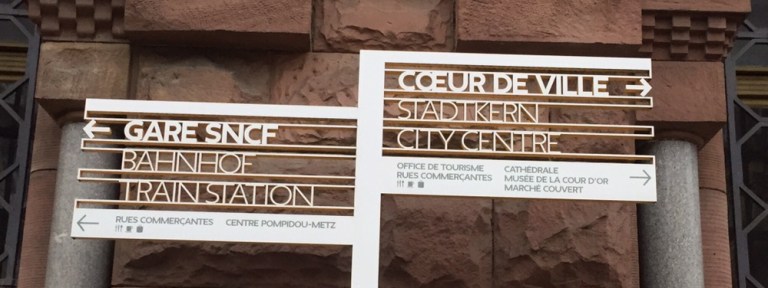 CŒUR DE VILLE
STADTKERN
CITY CENTRE
OFFICE DE TOURISME
RUES COMMERÇANTES
CATHÉDRALE
MUSÉE DE LA COUR D'OR
MARCHÉ COUVERT
GARE SNCF
BAHNHOF
TRAIN STATION
RUES COMMERÇANTES
CENTRE POMPIDOU-METZ